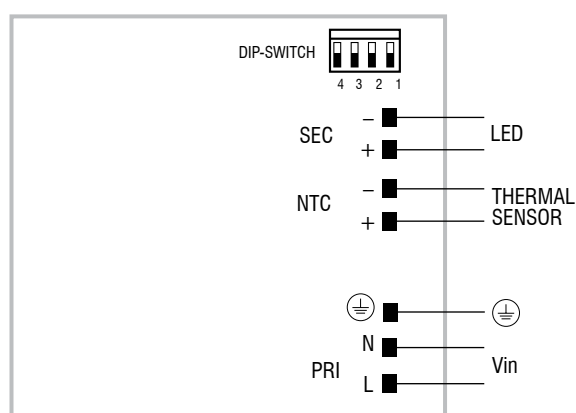 DIP-SWITCH
4 3 2 1
SEC
−
+
LED
NTC
−
+
THERMAL
SENSOR
PRI
N
L
Vin